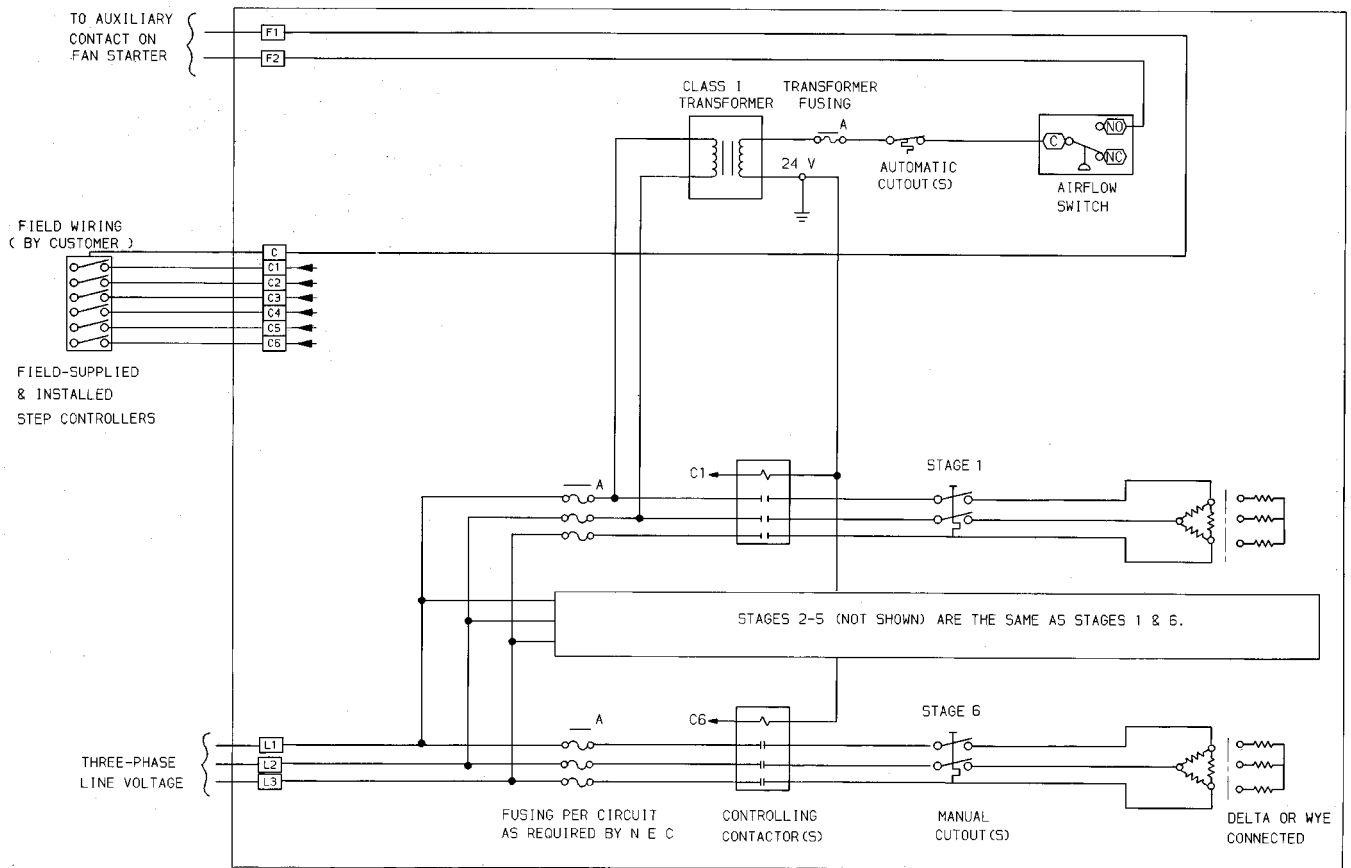 TO AUXILIARY
CONTACT ON
FAN STARTER
F1
F2
CLASS I
TRANSFORMER
TRANSFORMER
FUSING
A
24 V
AUTOMATIC
CUTOUT(S)
C
NO
NC
AIRFLOW
SWITCH
FIELD WIRING
( BY CUSTOMER )
C
C1
C2
C3
C4
C5
C6
FIELD-SUPPLIED
& INSTALLED
STEP CONTROLLERS
A
C1
STAGE 1
STAGES 2-5 (NOT SHOWN) ARE THE SAME AS STAGES 1 & 6.
A
C6
STAGE 6
THREE-PHASE
LINE VOLTAGE
L1
L2
L3
FUSING PER CIRCUIT
AS REQUIRED BY N E C
CONTROLLING
CONTACTOR(S)
MANUAL
CUTOUT(S)
DELTA OR WYE
CONNECTED